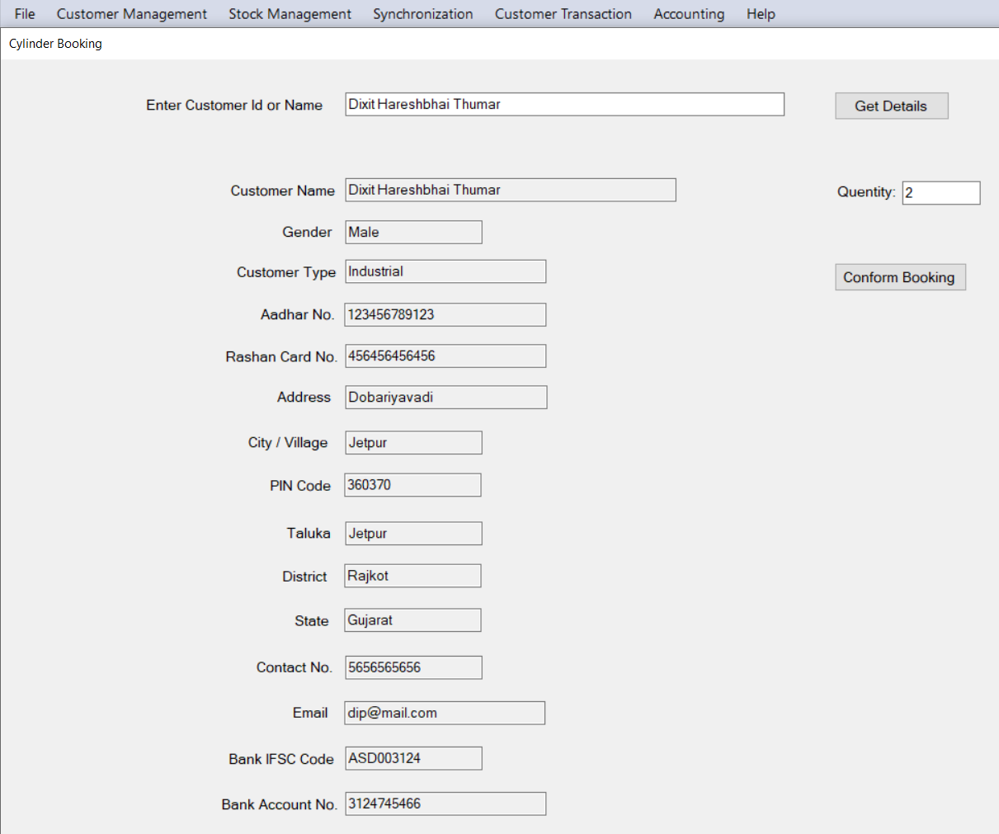 File Customer Management Stock Management Synchronization Customer Transaction Accounting Help
Cylinder Booking
Enter Customer Id or Name Dixit Hareshbhai Thumar Get Details
Customer Name Dixit Hareshbhai Thumar Quentity: 2
Gender Male
Customer Type Industrial Conform Booking
Aadhar No. 123456789123
Rashan Card No. 456456456456
Address Dobariyavadi
City / Village Jetpur
PIN Code 360370
Taluka Jetpur
District Rajkot
State Gujarat
Contact No. 5656565656
Email dip@mail.com
Bank IFSC Code ASD003124
Bank Account No. 3124745466